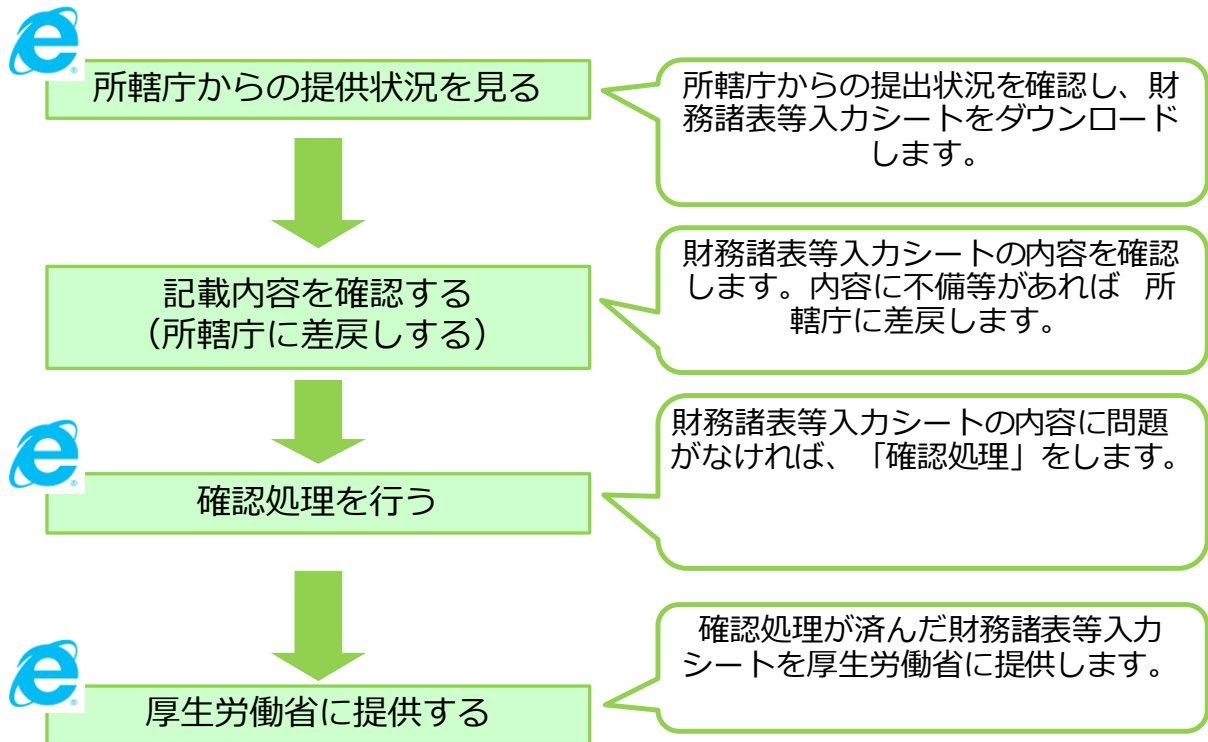 所轄庁からの提供状況を見る
所轄庁からの提出状況を確認し、財
務諸表等入力シートをダウンロード
します。
記載内容を確認する
（所轄庁に差戻しする）
財務諸表等入力シートの内容を確認
します。内容に不備等があれば　所
轄庁に差戻します。
確認処理を行う
財務諸表等入力シートの内容に問題
がなければ、「確認処理」をします。
厚生労働省に提供する
確認処理が済んだ財務諸表等入力
シートを厚生労働省に提供します。